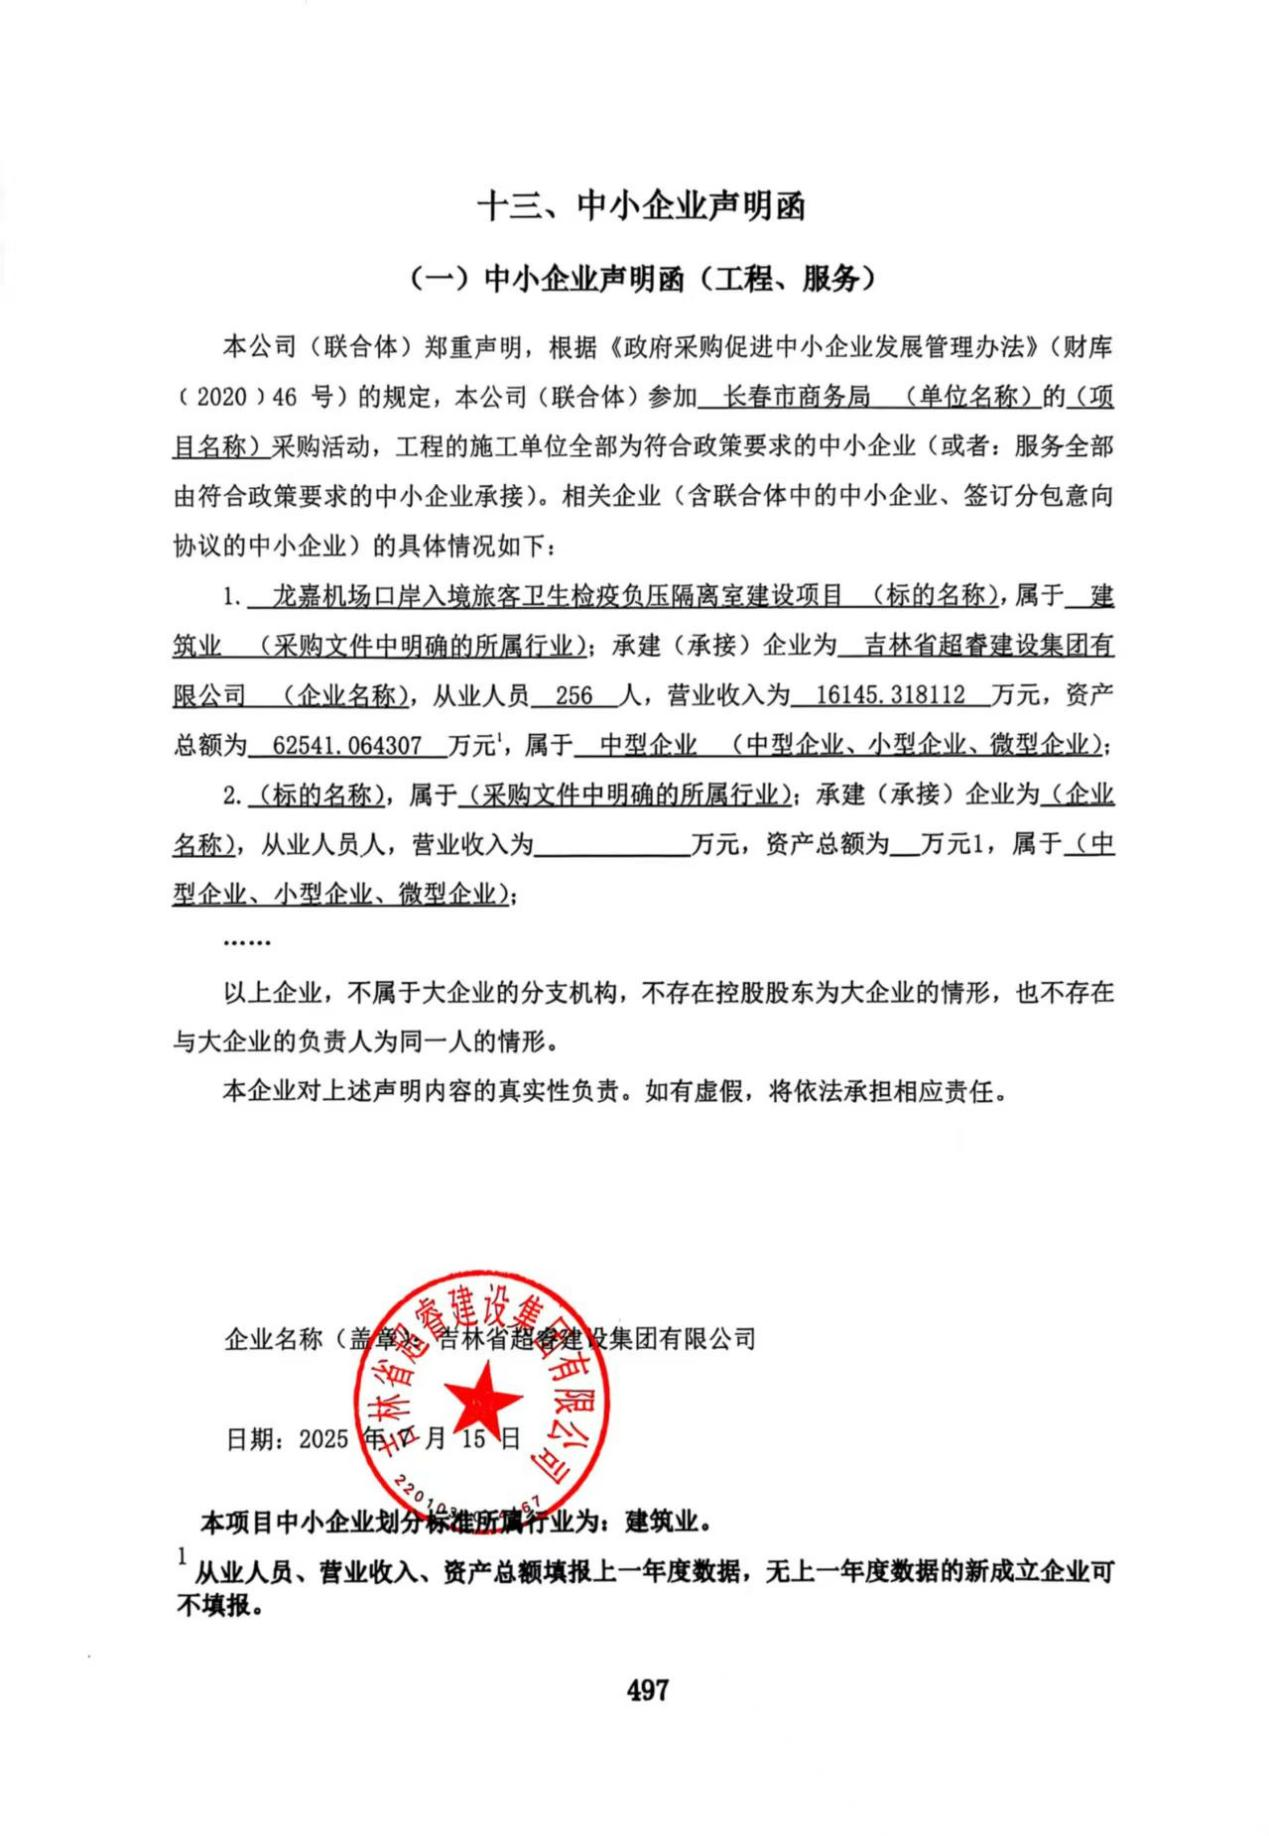 十三、中小企业声明函
（一）中小企业声明函（工程、服务）
本公司（联合体）郑重声明，根据《政府采购促进中小企业发展管理办法》（财库
﹝2020﹞46 号）的规定，本公司（联合体）参加 长春市商务局 （单位名称）的（项
目名称）采购活动，工程的施工单位全部为符合政策要求的中小企业（或者：服务全部
由符合政策要求的中小企业承接）。相关企业（含联合体中的中小企业、签订分包意向
协议的中小企业）的具体情况如下：
1. 龙嘉机场口岸入境旅客卫生检疫负压隔离室建设项目 （标的名称），属于 建
筑业 （采购文件中明确的所属行业）；承建（承接）企业为 吉林省超睿建设集团有
限公司 （企业名称），从业人员 256 人，营业收入为 16145.318112 万元，资产
总额为 62541.064307 万元¹，属于 中型企业 （中型企业、小型企业、微型企业）；
2.（标的名称），属于（采购文件中明确的所属行业）；承建（承接）企业为（企业
名称），从业人员人，营业收入为____________万元，资产总额为__万元1，属于（中
型企业、小型企业、微型企业）；
……
以上企业，不属于大企业的分支机构，不存在控股股东为大企业的情形，也不存在
与大企业的负责人为同一人的情形。
本企业对上述声明内容的真实性负责。如有虚假，将依法承担相应责任。
吉林省超睿建设集团有限公司
企业名称（盖章）：吉林省超睿建设集团有限公司
日期：2025 年 7 月 15 日
本项目中小企业划分标准所属行业为：建筑业。
1 从业人员、营业收入、资产总额填报上一年度数据，无上一年度数据的新成立企业可
不填报。
497